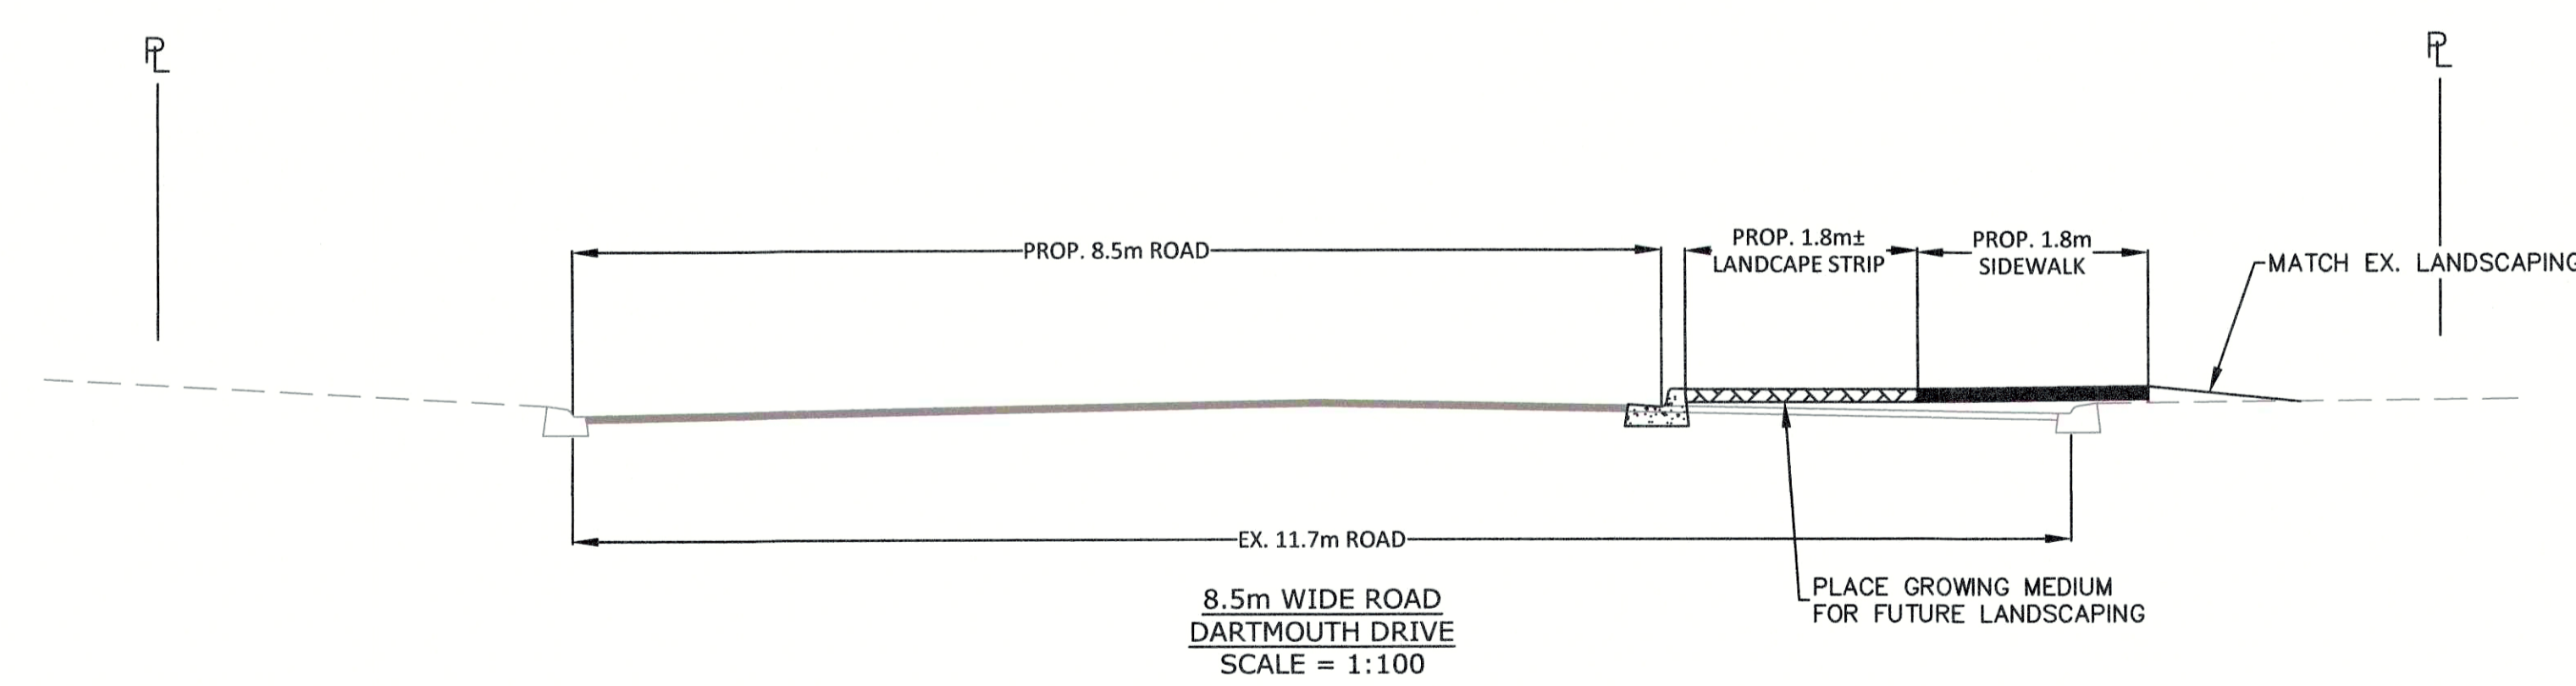 PL
PL
PROP. 8.5m ROAD
PROP. 1.8m±
LANDCAPE STRIP
PROP. 1.8m
SIDEWALK
MATCH EX. LANDSCAPING
EX. 11.7m ROAD
PLACE GROWING MEDIUM
FOR FUTURE LANDSCAPING
8.5m WIDE ROAD
DARTMOUTH DRIVE
SCALE = 1:100